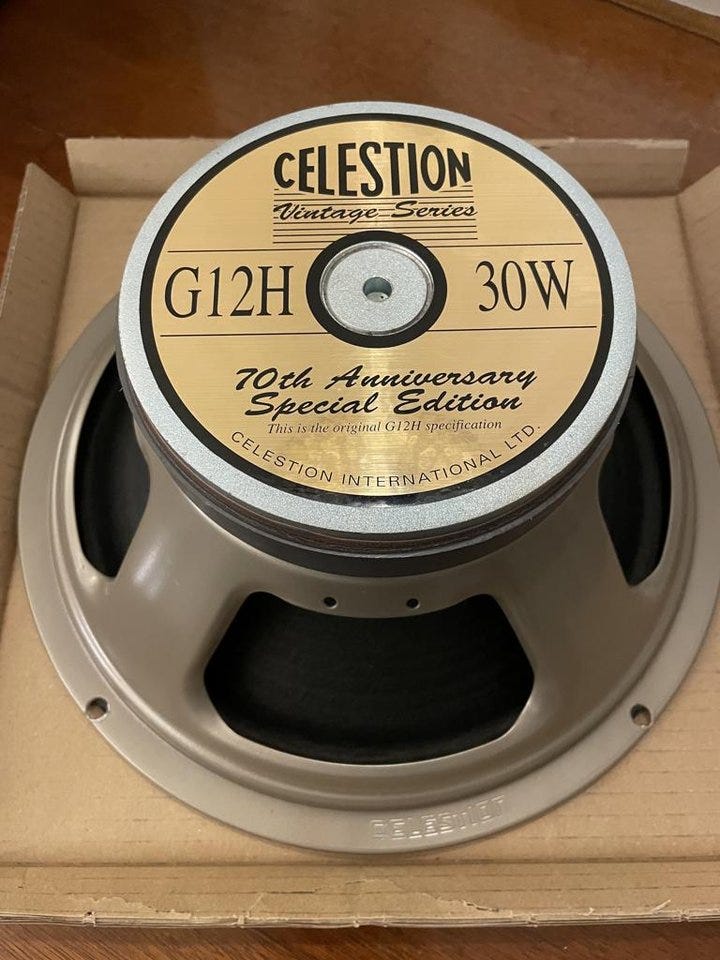 CELESTION
Vintage Series
G12H 30W
70th Anniversary
Special Edition
This is the original G12H specification
CELESTION INTERNATIONAL LTD.
CELESTION